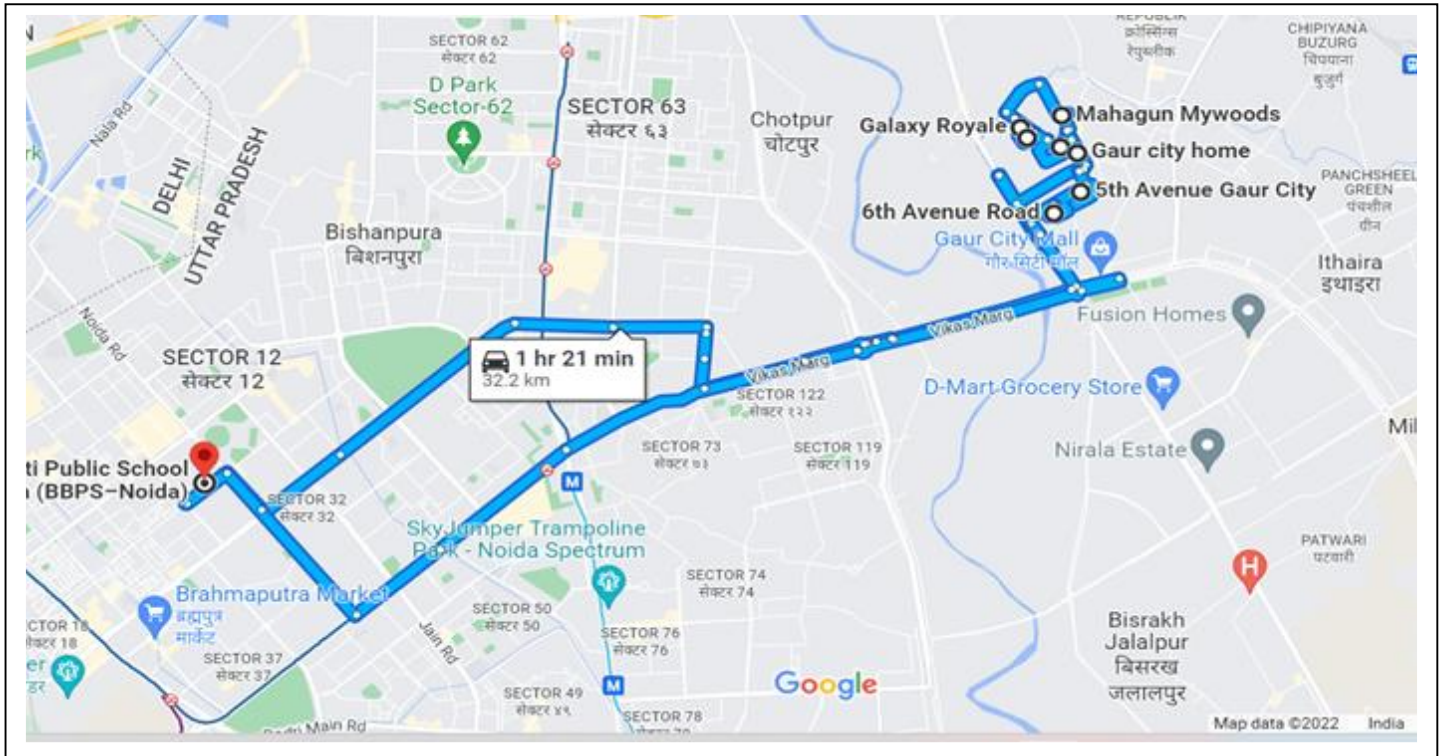 N
SECTOR 62
सेक्टर 62
D Park
Sector-62
SECTOR 63
सेक्टर ६३
Chotpur
चोटपुर
REPUBLIK
क्रॉसिंग्स
रेपुब्लीक
CHIPIYANA
BUZURG
चिपयाना
बुजुर्ग
Nala Rd
rk
DELHI
UTTAR PRADESH
Galaxy Royale
Mahagun Mywoods
Gaur city home
5th Avenue Gaur City
6th Avenue Road
PANCHSHEEL
GREEN
पंचशील
ग्रीन
Bishanpura
बिशनपुरा
Gaur City Mall
गौर सिटी मॉल
Ithaira
इथाइरा
Noida Rd
SECTOR 12
सेक्टर 12
1 hr 21 min
32.2 km
Vikas Marg
Vikas Marg
Fusion Homes
SECTOR 122
सेक्टर १२२
D-Mart Grocery Store
SECTOR 73
सेक्टर ७३
SECTOR 119
सेक्टर 119
Nirala Estate
Mil
ti Public School
(BBPS-Noida)
SECTOR 32
सेक्टर 32
M
SkyJumper Trampoline
Park - Noida Spectrum
PATWARI
पटवारी
H
SECTOR 74
सेक्टर 74
Brahmaputra Market
ब्रह्मपुत्र
मार्केट
SECTOR 50
सेक्टर 50
Jain Rd
CTOR 18
सेक्टर 18
SECTOR 76
सेक्टर 76
Bisrakh
Jalalpur
बिसरख
जलालपुर
SECTOR 37
सेक्टर 37
er
डर
M
Google
SECTOR 49
सेक्टर ४९
SECTOR 78
Main Rd
Map data ©2022
India